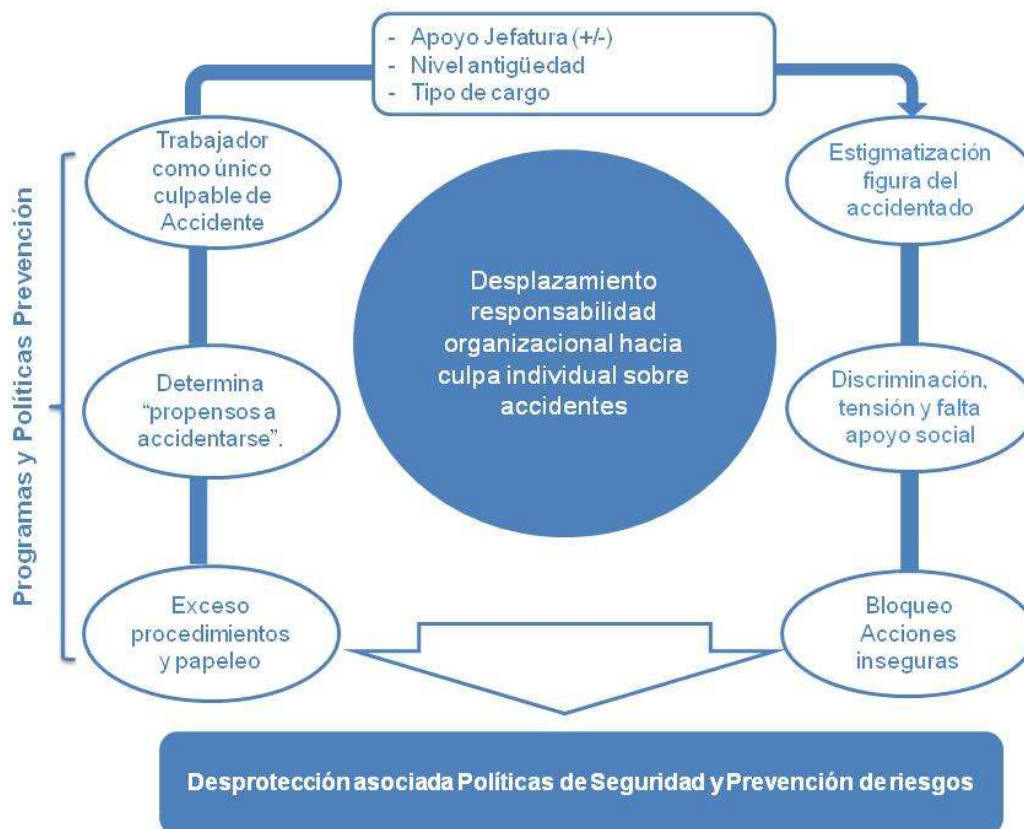 - Apoyo Jefatura (+/-)
- Nivel antigüedad
- Tipo de cargo
Programas y Políticas Prevención
Trabajador
como único
culpable de
Accidente
Determina
“propensos a
accidentarse”.
Exceso
procedimientos
y papeleo
Desplazamiento
responsabilidad
organizacional hacia
culpa individual sobre
accidentes
Estigmatización
figura del
accidentado
Discriminación,
tensión y falta
apoyo social
Bloqueo
Acciones
inseguras
Desprotección asociada Políticas de Seguridad y Prevención de riesgos